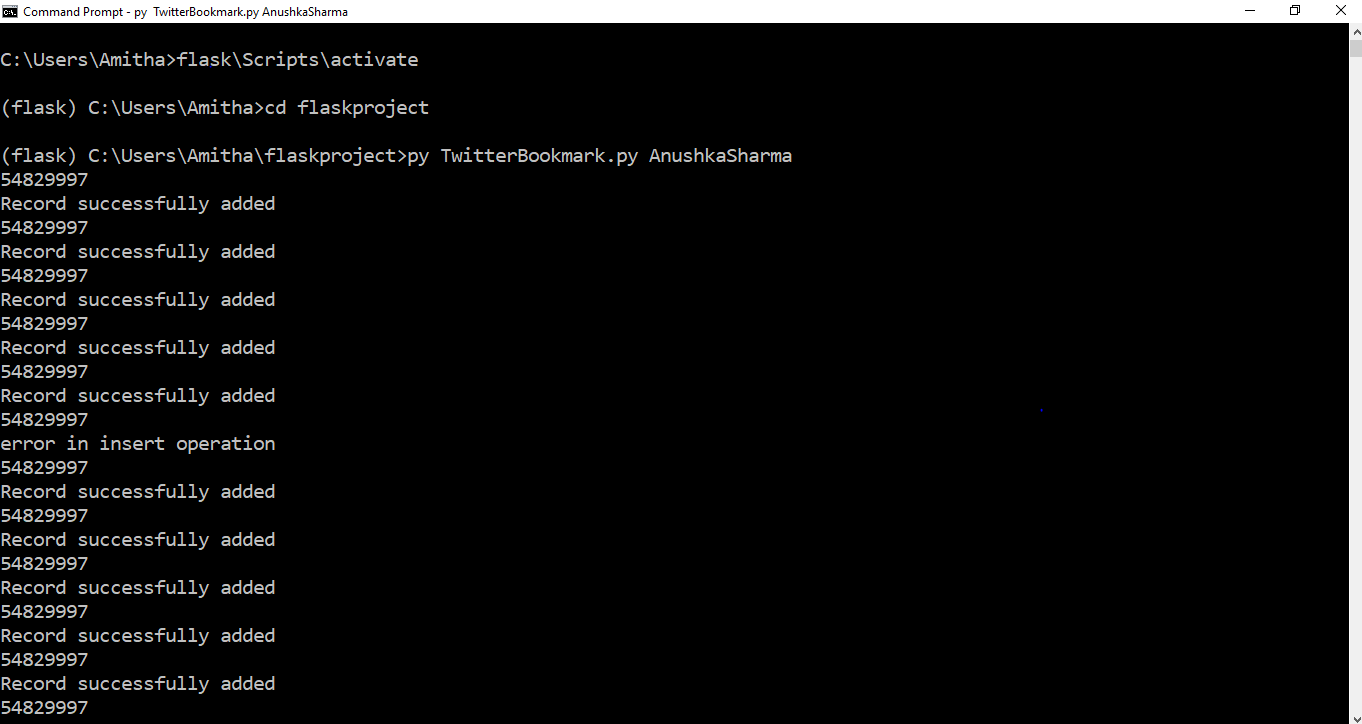 Command Prompt - py  TwitterBookmark.py AnushkaSharma
C:\Users\Amitha>flask\Scripts\activate
(flask) C:\Users\Amitha>cd flaskproject
(flask) C:\Users\Amitha\flaskproject>py TwitterBookmark.py AnushkaSharma
54829997
Record successfully added
54829997
Record successfully added
54829997
Record successfully added
54829997
Record successfully added
54829997
Record successfully added
54829997
error in insert operation
54829997
Record successfully added
54829997
Record successfully added
54829997
Record successfully added
54829997
Record successfully added
54829997
Record successfully added
54829997